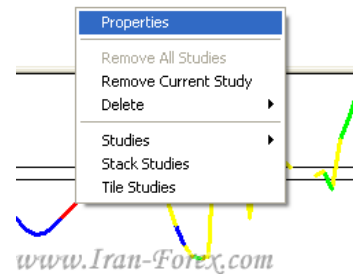 Properties
Remove All Studies
Remove Current Study
Delete
Studies
Stack Studies
Tile Studies
www.Iran-Forex.com